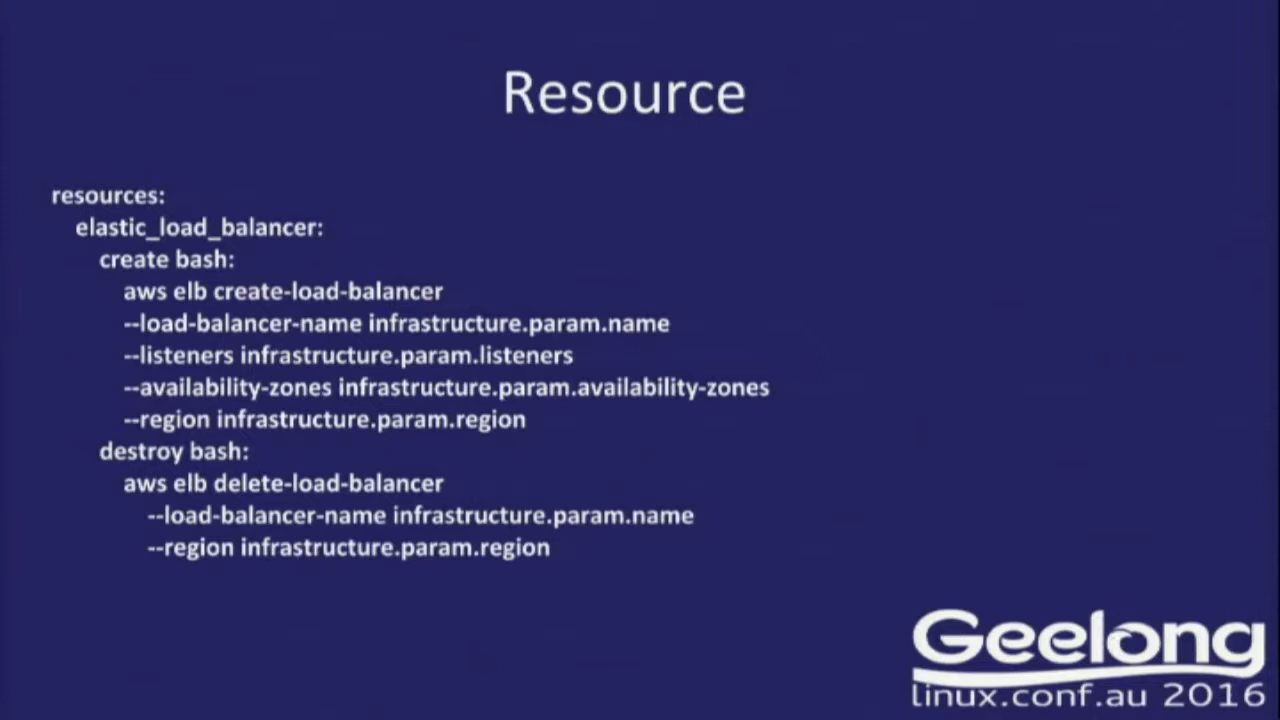 Resource
resources:
elastic_load_balancer:
create bash:
aws elb create-load-balancer
--load-balancer-name infrastructure.param.name
--listeners infrastructure.param.listeners
--availability-zones infrastructure.param.availability-zones
--region infrastructure.param.region
destroy bash:
aws elb delete-load-balancer
--load-balancer-name infrastructure.param.name
--region infrastructure.param.region
Geelong
linux.conf.au 2016